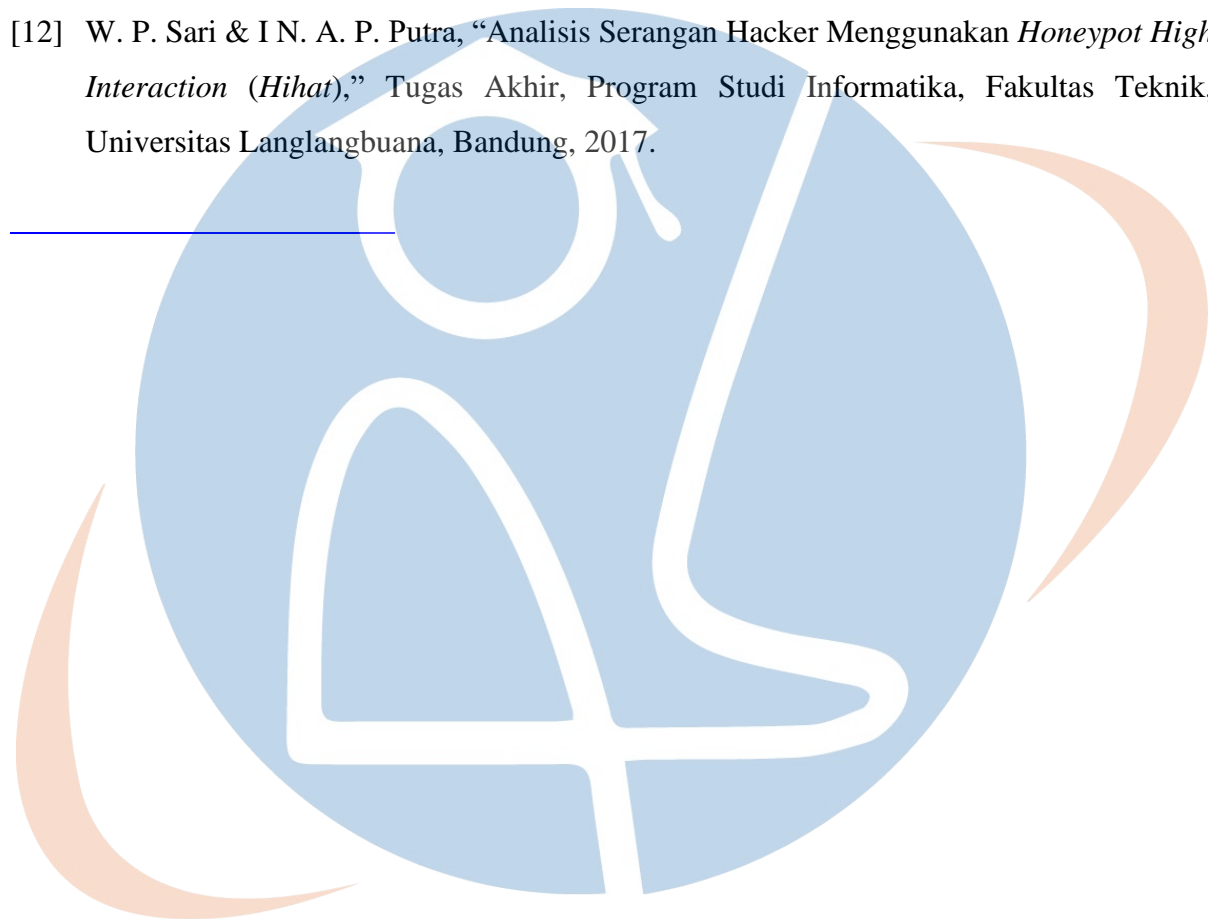 [12] W. P. Sari & I N. A. P. Putra, “Analisis Serangan Hacker Menggunakan Honeypot High
Interaction (Hihat),” Tugas Akhir, Program Studi Informatika, Fakultas Teknik,
Universitas Langlangbuana, Bandung, 2017.